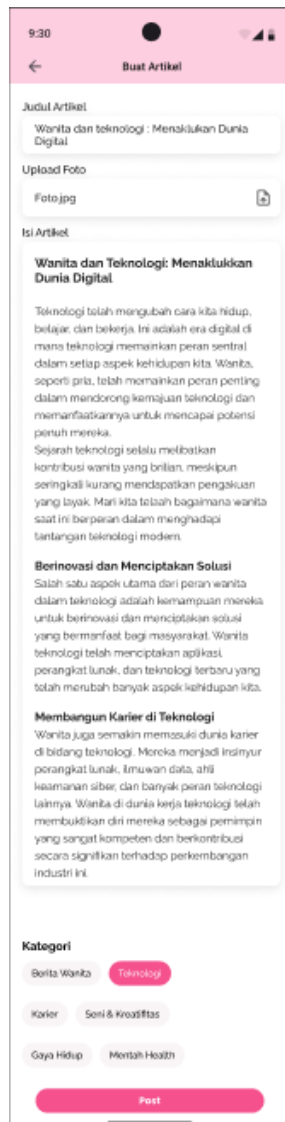 9:30
Buat Artikel
Judul Artikel
Wanita dan teknologi : Menaklukan Dunia
Digital
Upload Foto
Foto.jpg
Isi Artikel
Wanita dan Teknologi: Menaklukkan
Dunia Digital
Teknologi telah mengubah cara kita hidup,
belajar, dan bekerja. Ini adalah era digital di
mana teknologi memainkan peran sentral
dalam setiap aspek kehidupan kita. Wanita,
seperti pria, telah memainkan peran penting
dalam mendorong kemajuan teknologi dan
memanfaatkannya untuk mencapai potensi
penuh mereka.
Sejarah teknologi selalu melibatkan
kontribusi wanita yang brilian, meskipun
seringkali kurang mendapatkan pengakuan
yang layak. Mari kita telaah bagaimana wanita
saat ini berperan dalam menghadapi
tantangan teknologi modern.
Berinovasi dan Menciptakan Solusi
Salah satu aspek utama dari peran wanita
dalam teknologi adalah kemampuan mereka
untuk berinovasi dan menciptakan solusi
yang bermanfaat bagi masyarakat. Wanita
teknologi telah menciptakan aplikasi,
perangkat lunak, dan teknologi terbaru yang
telah merubah banyak aspek kehidupan kita.
Membangun Karier di Teknologi
Wanita juga semakin memasuki dunia karier
di bidang teknologi. Mereka menjadi insinyur
perangkat lunak, ilmuwan data, ahli
keamanan siber, dan banyak peran teknologi
lainnya. Wanita di dunia kerja teknologi telah
membuktikan diri mereka sebagai pemimpin
yang sangat kompeten dan berkontribusi
secara signifikan terhadap perkembangan
industri ini.
Kategori
Berita Wanita Teknologi
Karier Seni & Kreatifitas
Gaya Hidup Mentah Health
Post